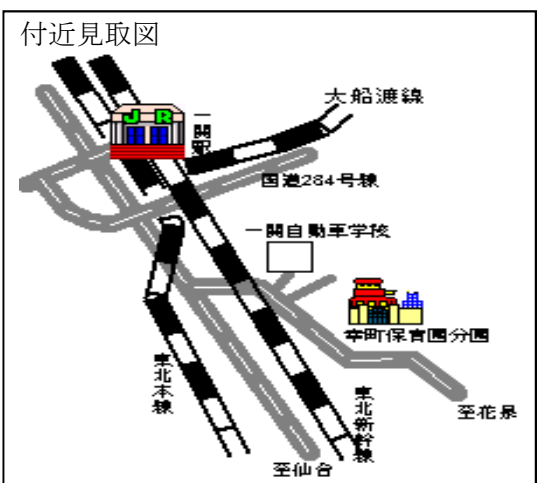 付近見取図
大船渡線
JR
一関駅
国道284号線
一関自動車学校
幸町保育園分園
東北本線
東北新幹線
至花泉
至仙台